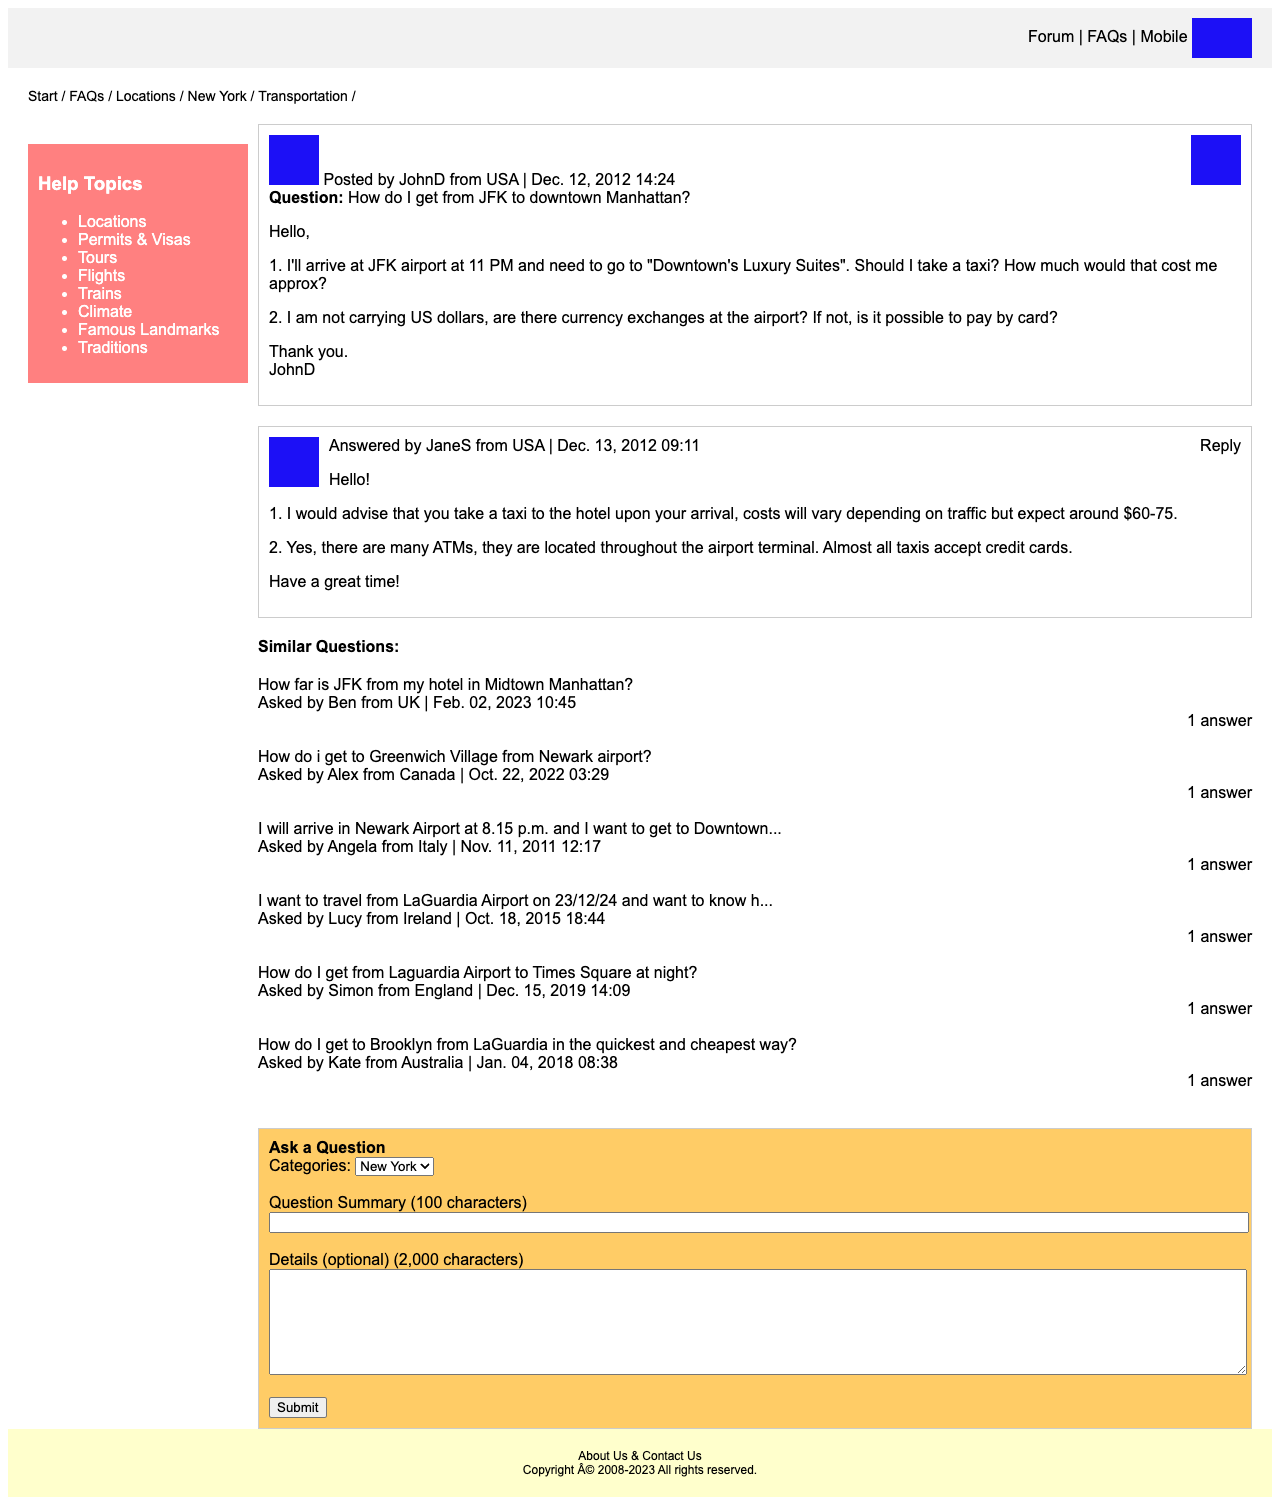 Forum | FAQs | Mobile
Start / FAQs / Locations / New York / Transportation /
Help Topics
Locations
Permits & Visas
Tours
Flights
Trains
Climate
Famous Landmarks
Traditions
Posted by JohnD from USA | Dec. 12, 2012 14:24
Question: How do I get from JFK to downtown Manhattan?
Hello,
1. I'll arrive at JFK airport at 11 PM and need to go to "Downtown's Luxury Suites". Should I take a taxi? How much would that cost me
approx?
2. I am not carrying US dollars, are there currency exchanges at the airport? If not, is it possible to pay by card?
Thank you.
JohnD
Answered by JaneS from USA | Dec. 13, 2012 09:11
Reply
Hello!
1. I would advise that you take a taxi to the hotel upon your arrival, costs will vary depending on traffic but expect around $60-75.
2. Yes, there are many ATMs, they are located throughout the airport terminal. Almost all taxis accept credit cards.
Have a great time!
Similar Questions:
How far is JFK from my hotel in Midtown Manhattan?
Asked by Ben from UK | Feb. 02, 2023 10:45
1 answer
How do i get to Greenwich Village from Newark airport?
Asked by Alex from Canada | Oct. 22, 2022 03:29
1 answer
I will arrive in Newark Airport at 8.15 p.m. and I want to get to Downtown...
Asked by Angela from Italy | Nov. 11, 2011 12:17
1 answer
I want to travel from LaGuardia Airport on 23/12/24 and want to know h...
Asked by Lucy from Ireland | Oct. 18, 2015 18:44
1 answer
How do I get from Laguardia Airport to Times Square at night?
Asked by Simon from England | Dec. 15, 2019 14:09
1 answer
How do I get to Brooklyn from LaGuardia in the quickest and cheapest way?
Asked by Kate from Australia | Jan. 04, 2018 08:38
1 answer
Ask a Question
Categories: New York
Question Summary (100 characters)
Details (optional) (2,000 characters)
Submit
About Us & Contact Us
Copyright Â© 2008-2023 All rights reserved.